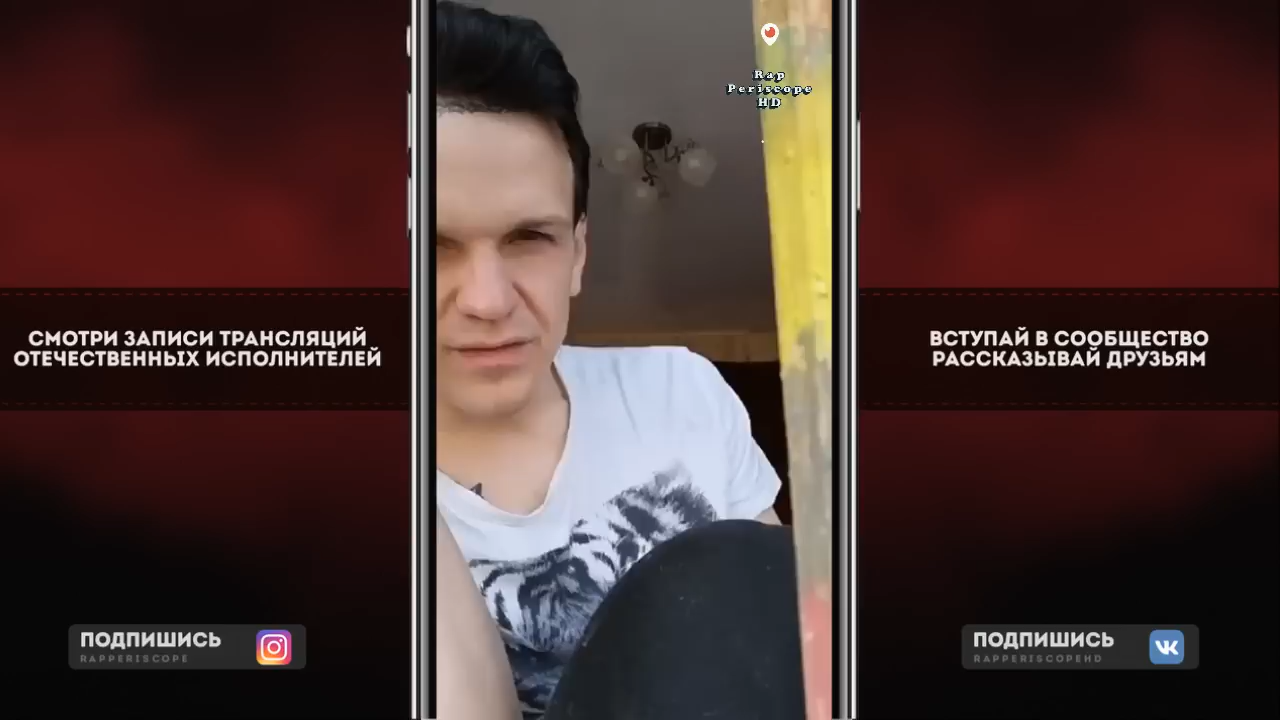 Rap
Periscope
HD
СМОТРИ ЗАПИСИ ТРАНСЛЯЦИЙ
ОТЕЧЕСТВЕННЫХ ИСПОЛНИТЕЛЕЙ
ВСТУПАЙ В СООБЩЕСТВО
РАССКАЗЫВАЙ ДРУЗЬЯМ
ПОДПИШИСЬ
RAPPERISCOPE
ПОДПИШИСЬ
RAPPERISCOPEHD